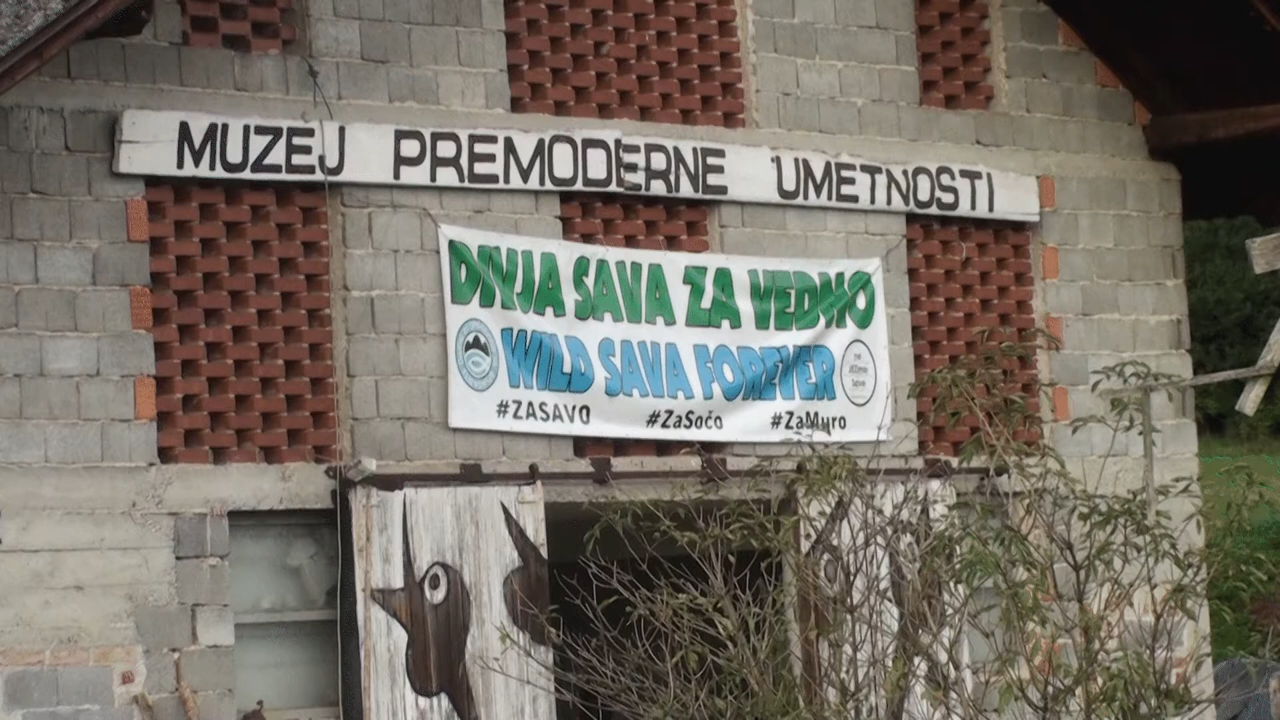 MUZEJ PREMODERNE UMETNOSTI
DIVJA SAVA ZA VEDNO
WILD SAVA FOREVER
#ZASAVO #ZaSočo #ZaMuro